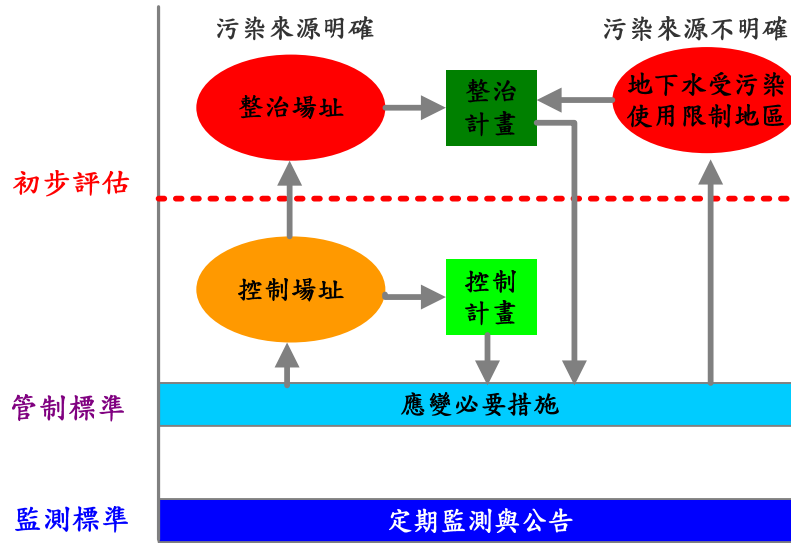 污染來源明確
污染來源不明確
整治場址
整治
計畫
地下水受污染
使用限制地區
初步評估
控制場址
控制
計畫
管制標準
應變必要措施
監測標準
定期監測與公告